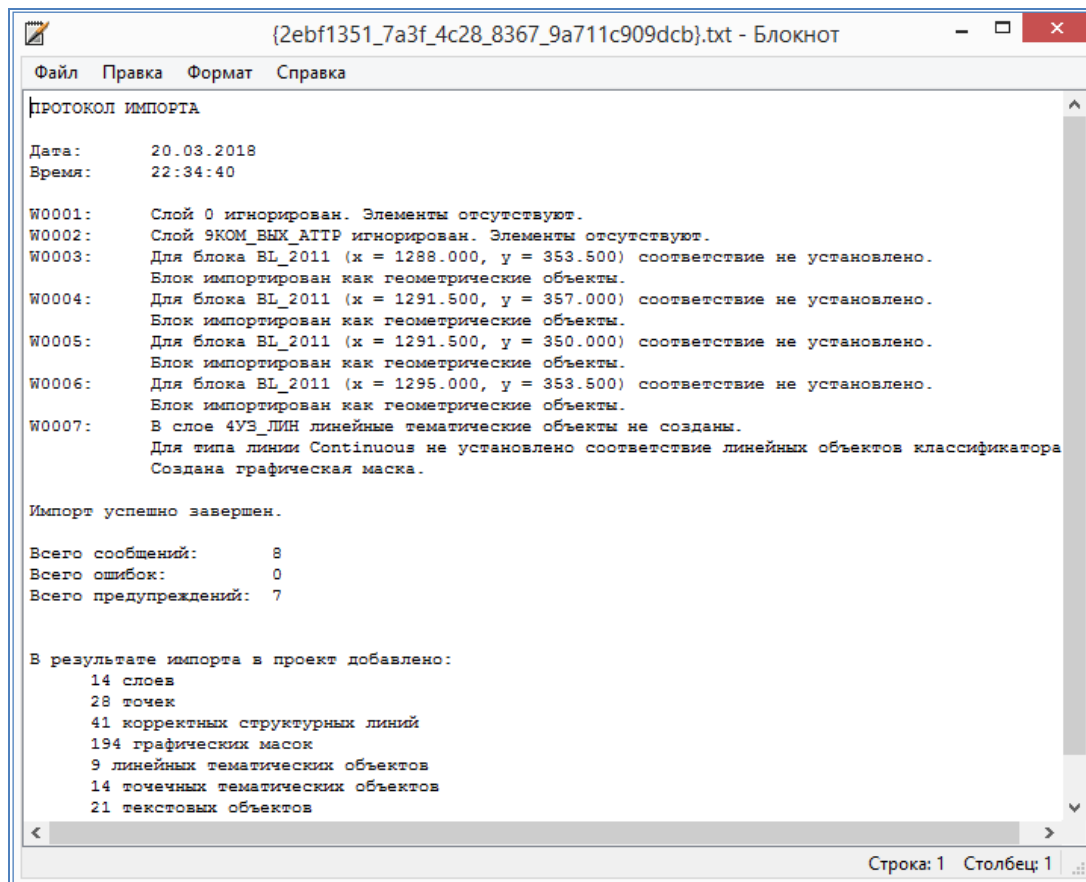 {2ebf1351_7a3f_4c28_8367_9a711c909dcb}.txt - Блокнот
Файл Правка Формат Справка
ПРОТОКОЛ ИМПОРТА
Дата: 20.03.2018
Время: 22:34:40
W0001: Слой 0 игнорирован. Элементы отсутствуют.
W0002: Слой 9КОМ_ВЫХ_АТТР игнорирован. Элементы отсутствуют.
W0003: Для блока BL_2011 (x = 1288.000, y = 353.500) соответствие не установлено.
Блок импортирован как геометрические объекты.
W0004: Для блока BL_2011 (x = 1291.500, y = 357.000) соответствие не установлено.
Блок импортирован как геометрические объекты.
W0005: Для блока BL_2011 (x = 1291.500, y = 350.000) соответствие не установлено.
Блок импортирован как геометрические объекты.
W0006: Для блока BL_2011 (x = 1295.000, y = 353.500) соответствие не установлено.
Блок импортирован как геометрические объекты.
W0007: В слое 4УЗ_ЛИН линейные тематические объекты не созданы.
Для типа линии Continuous не установлено соответствие линейных объектов классификатора
Создана графическая маска.
Импорт успешно завершен.
Всего сообщений: 8
Всего ошибок: 0
Всего предупреждений: 7
В результате импорта в проект добавлено:
14 слоев
28 точек
41 корректных структурных линий
194 графических масок
9 линейных тематических объектов
14 точечных тематических объектов
21 текстовых объектов
Строка: 1 Столбец: 1